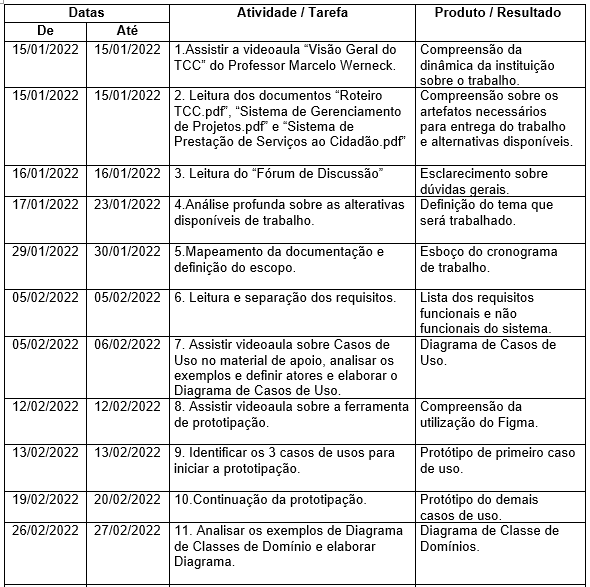 Datas Atividade / Tarefa Produto / Resultado
De Até
15/01/2022 15/01/2022 1.Assistir a videoaula “Visão Geral do Compreensão da
TCC” do Professor Marcelo Werneck. dinâmica da instituição
sobre o trabalho.
15/01/2022 15/01/2022 2. Leitura dos documentos “Roteiro Compreensão sobre os
TCC.pdf”, “Sistema de Gerenciamento artefatos necessários
de Projetos.pdf” e “Sistema de para entrega do trabalho
Prestação de Serviços ao Cidadão.pdf” e alternativas disponíveis.
16/01/2022 16/01/2022 3. Leitura do “Fórum de Discussão” Esclarecimento sobre
dúvidas gerais.
17/01/2022 23/01/2022 4.Análise profunda sobre as alterativas Definição do tema que
disponíveis de trabalho. será trabalhado.
29/01/2022 30/01/2022 5.Mapeamento da documentação e Esboço do cronograma
definição do escopo. de trabalho.
05/02/2022 05/02/2022 6. Leitura e separação dos requisitos. Lista dos requisitos
funcionais e não
funcionais do sistema.
05/02/2022 06/02/2022 7. Assistir videoaula sobre Casos de Diagrama de Casos de
Uso no material de apoio, analisar os Uso.
exemplos e definir atores e elaborar o
Diagrama de Casos de Uso.
12/02/2022 12/02/2022 8. Assistir videoaula sobre a ferramenta Compreensão da
de prototipação. utilização do Figma.
13/02/2022 13/02/2022 9. Identificar os 3 casos de usos para Protótipo de primeiro caso
iniciar a prototipação. de uso.
19/02/2022 20/02/2022 10.Continuação da prototipação. Protótipo do demais
casos de uso.
26/02/2022 27/02/2022 11. Analisar os exemplos de Diagrama Diagrama de Classe de
de Classes de Domínio e elaborar Domínios.
Diagrama.